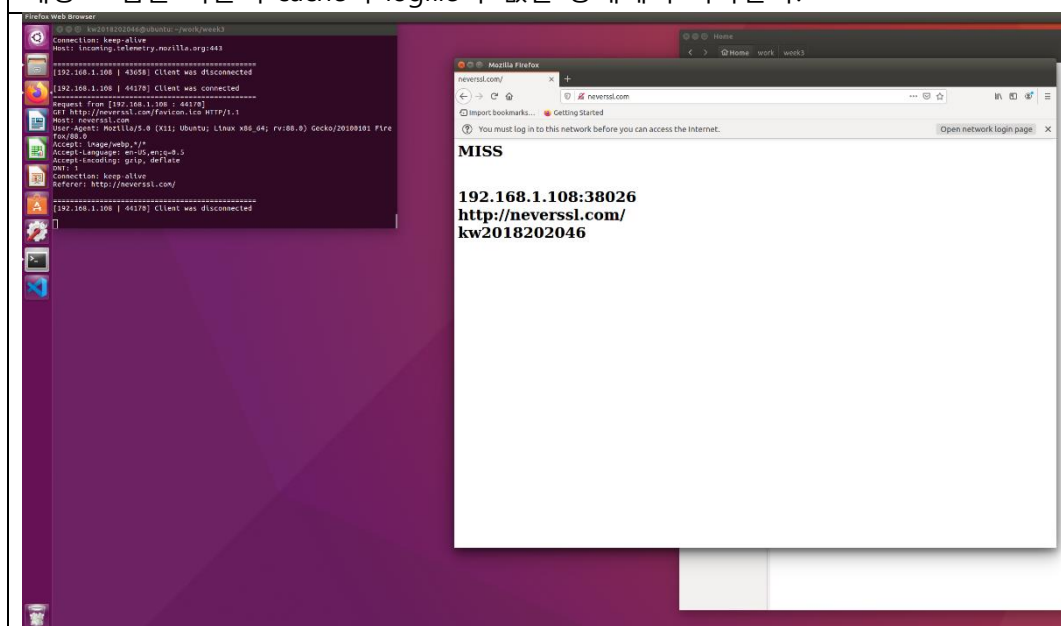 Firefox Web Browser
kw2018202046@ubuntu: ~/work/week3
Connection: keep-alive
Host: incoming.telemetry.mozilla.org:443
================================================
[192.168.1.108 | 43658] Client was disconnected
[192.168.1.108 | 44170] Client was connected
================================================
Request from [192.168.1.108 : 44170]
GET http://neverssl.com/favicon.ico HTTP/1.1
Host: neverssl.com
User-Agent: Mozilla/5.0 (X11; Ubuntu; Linux x86_64; rv:88.0) Gecko/20100101 Fire
fox/88.0
Accept: image/webp,*/*
Accept-Language: en-US,en;q=0.5
Accept-Encoding: gzip, deflate
DNT: 1
Connection: keep-alive
Referer: http://neverssl.com/
================================================
[192.168.1.108 | 44170] Client was disconnected
Home
Home work week3
Mozilla Firefox
neverssl.com/
neverssl.com
Import bookmarks... Getting Started
You must log in to this network before you can access the Internet. Open network login page
MISS
192.168.1.108:38026
http://neverssl.com/
kw2018202046